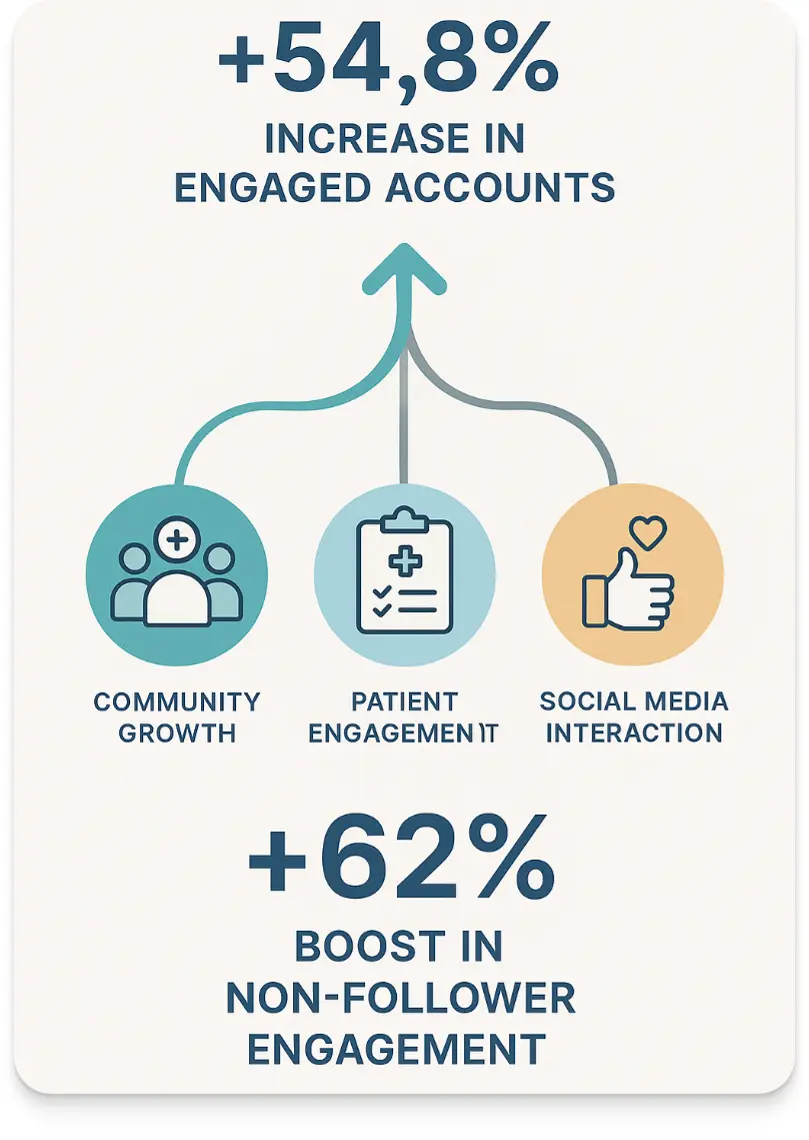 +54,8%
INCREASE IN
ENGAGED ACCOUNTS
COMMUNITY
GROWTH
PATIENT
ENGAGEMENT
SOCIAL MEDIA
INTERACTION
+62%
BOOST IN
NON-FOLLOWER
ENGAGEMENT